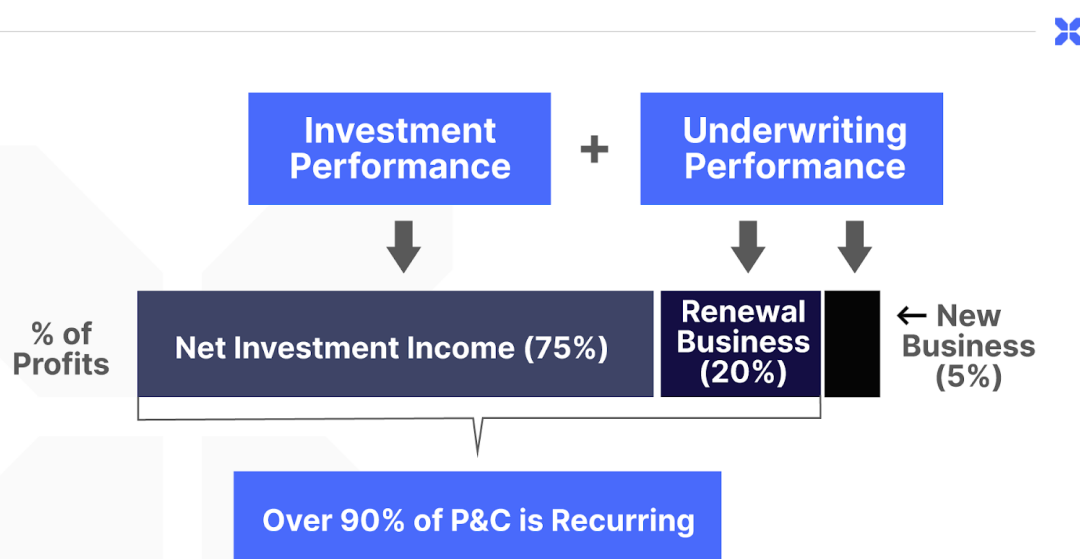 Investment
Performance
+
Underwriting
Performance
% of
Profits
Net Investment Income (75%)
Renewal
Business
(20%)
← New
Business
(5%)
Over 90% of P&C is Recurring